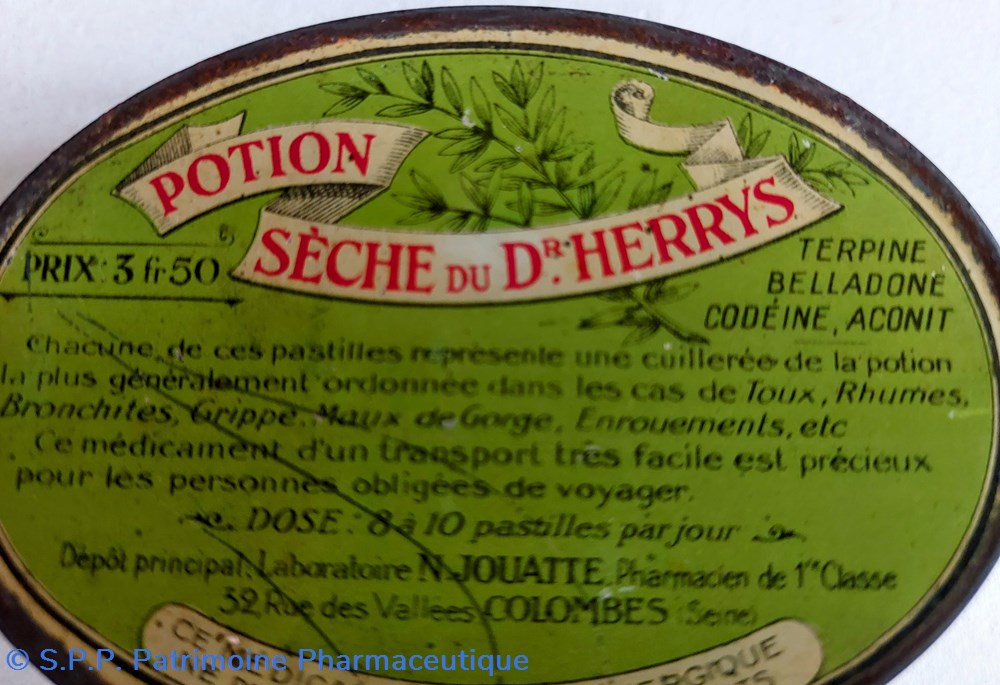 POTION
SÈCHE DU DR. HERRYS
PRIX: 3 fr 50
TERPINE
BELLADONE
CODÉINE, ACONIT
Chacune de ces pastilles représente une cuillerée de la potion
la plus généralement ordonnée dans les cas de Toux, Rhumes,
Bronchites, Grippe, Maux de Gorge, Enrouements, etc
Ce médicament d'un transport très facile est précieux
pour les personnes obligées de voyager.
DOSE: 8 à 10 pastilles par jour
Dépôt principal: Laboratoire N. JOUATTE, Pharmacien de 1re Classe
32, Rue des Vallées COLOMBES (Seine)
© S.P.P. Patrimoine Pharmaceutique